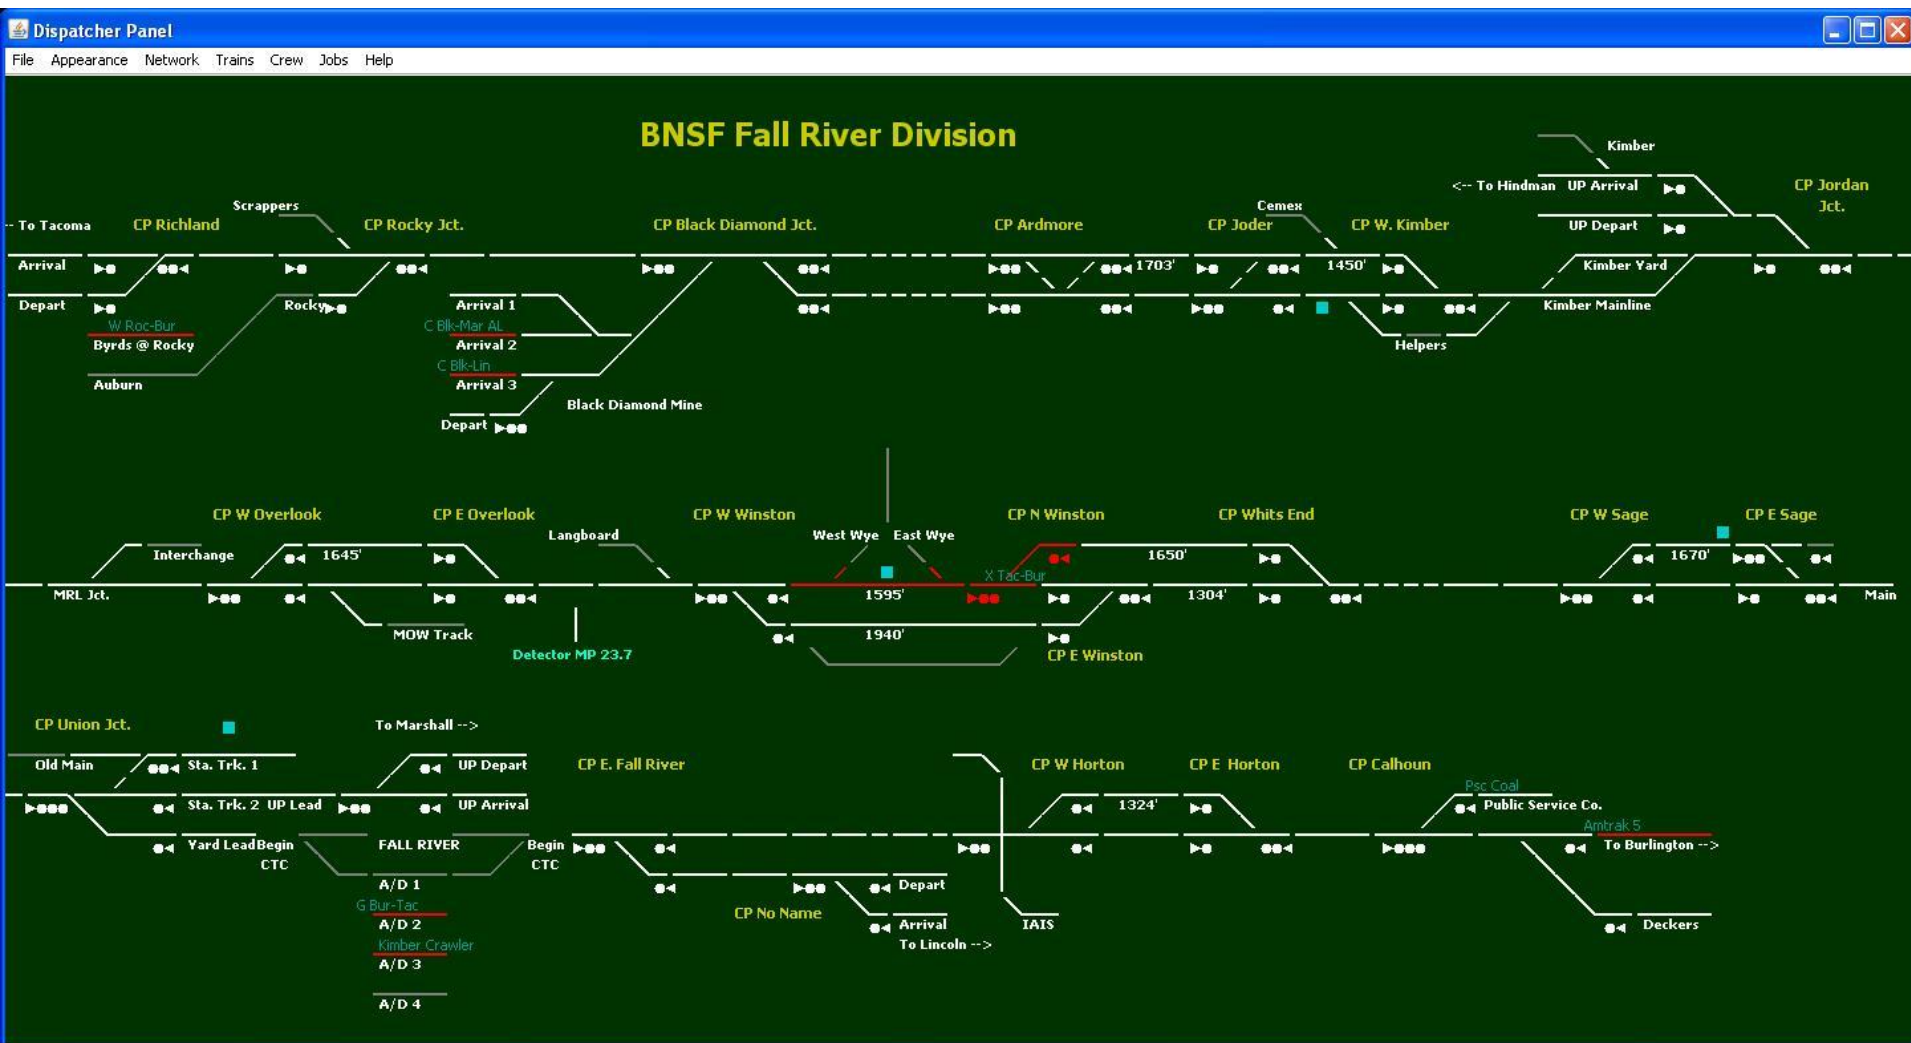 Dispatcher Panel
File Appearance Network Trains Crew Jobs Help
BNSF Fall River Division
Kimber
<-- To Hindman UP Arrival
CP Jordan
Jct.
Scrappers
Cemex
-- To Tacoma
CP Richland
CP Rocky Jct.
CP Black Diamond Jct.
CP Ardmore
CP Joder
CP W. Kimber
UP Depart
Arrival
1703'
1450'
Kimber Yard
Depart
Rocky
Arrival 1
Kimber Mainline
W Roc-Bur
C Blk-Mar AL
Byrds @ Rocky
Arrival 2
Helpers
C Blk-Lin
Auburn
Arrival 3
Black Diamond Mine
Depart
CP W Overlook
CP E Overlook
CP W Winston
CP N Winston
CP Whits End
CP W Sage
CP E Sage
Langboard
West Wye
East Wye
Interchange
1645'
1650'
1670'
X Tac-Bur
MRL Jct.
1595'
1304'
Main
MOW Track
1940'
Detector MP 23.7
CP E Winston
CP Union Jct.
To Marshall -->
Old Main
Sta. Trk. 1
UP Depart
CP E. Fall River
CP W Horton
CP E Horton
CP Calhoun
Psc Coal
Sta. Trk. 2
UP Lead
UP Arrival
1324'
Public Service Co.
Amtrak 5
Yard Lead
Begin
CTC
FALL RIVER
Begin
CTC
To Burlington -->
A/D 1
Depart
G Bur-Tac
A/D 2
CP No Name
Arrival
To Lincoln -->
IAIS
Deckers
Kimber Crawler
A/D 3
A/D 4